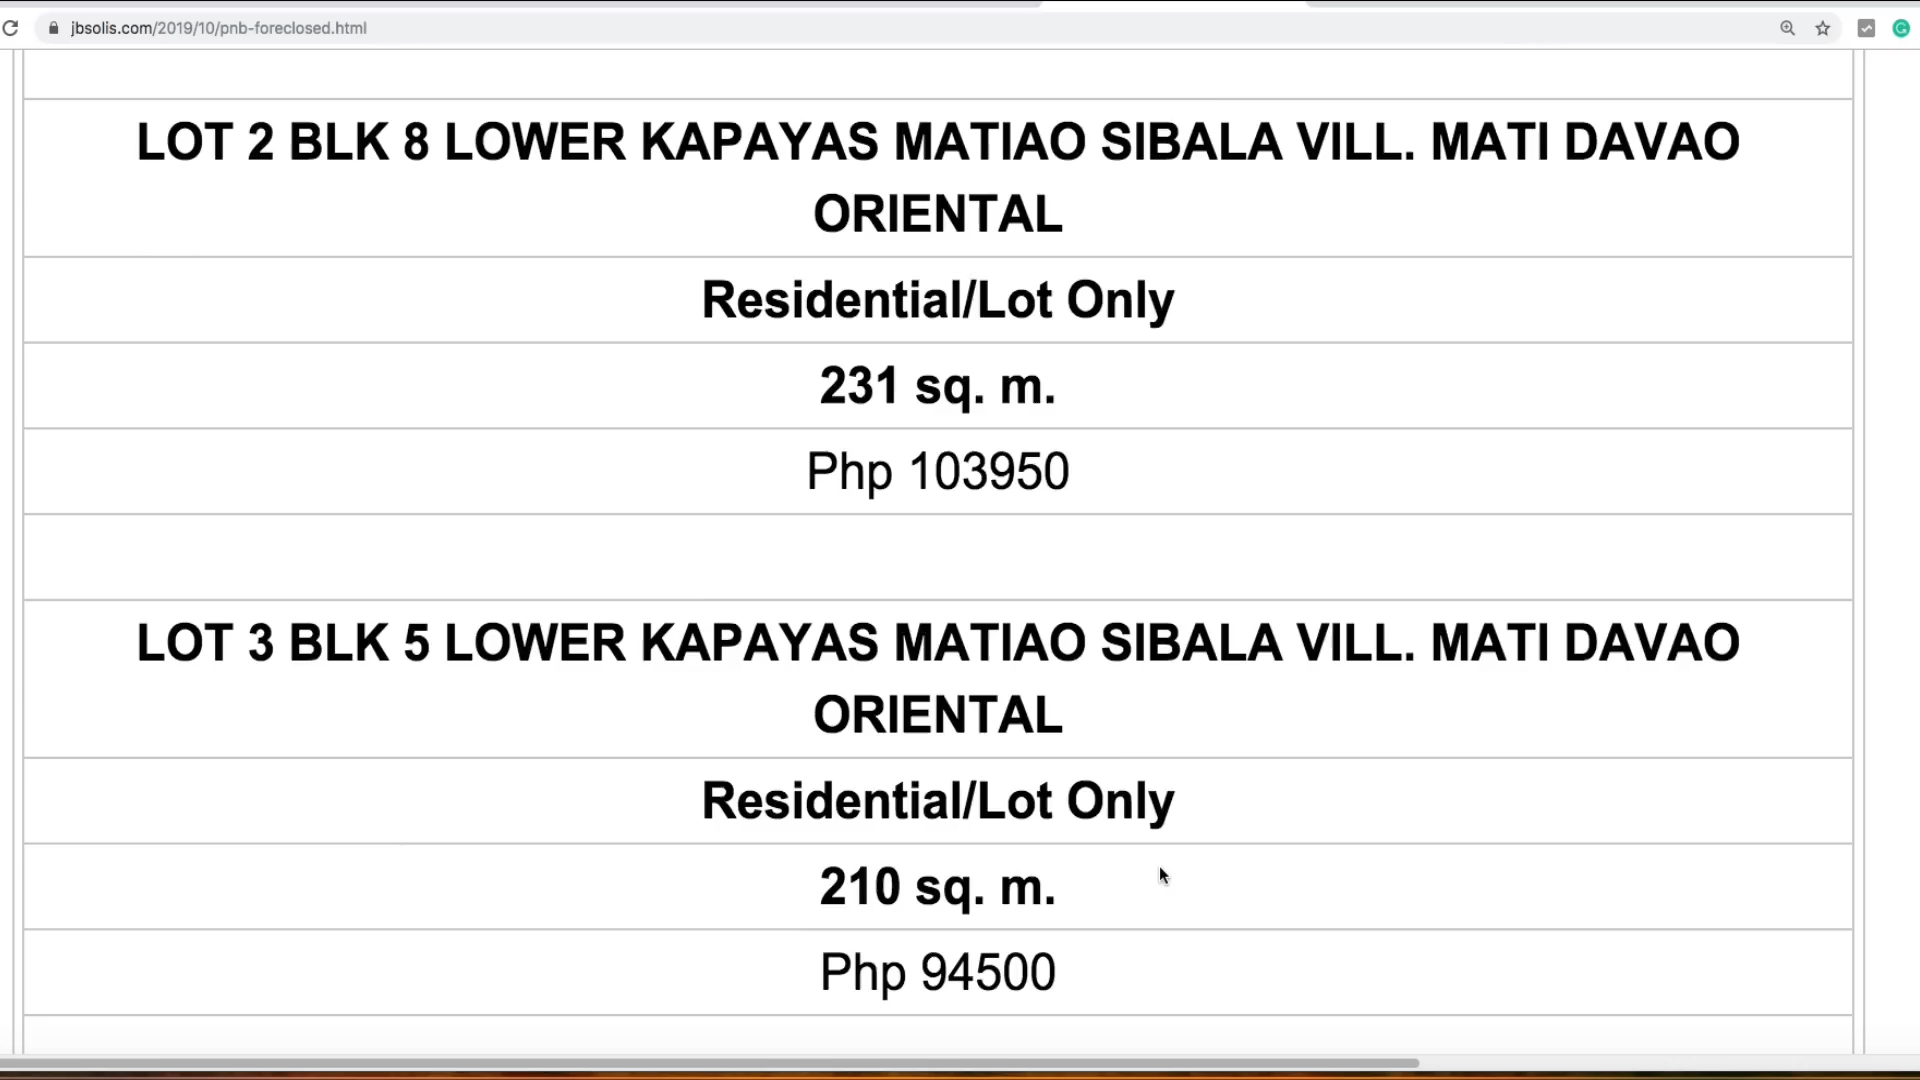 jbsolis.com/2019/10/pnb-foreclosed.html
LOT 2 BLK 8 LOWER KAPAYAS MATIAO SIBALA VILL. MATI DAVAO
ORIENTAL
Residential/Lot Only
231 sq. m.
Php 103950
LOT 3 BLK 5 LOWER KAPAYAS MATIAO SIBALA VILL. MATI DAVAO
ORIENTAL
Residential/Lot Only
210 sq. m.
Php 94500